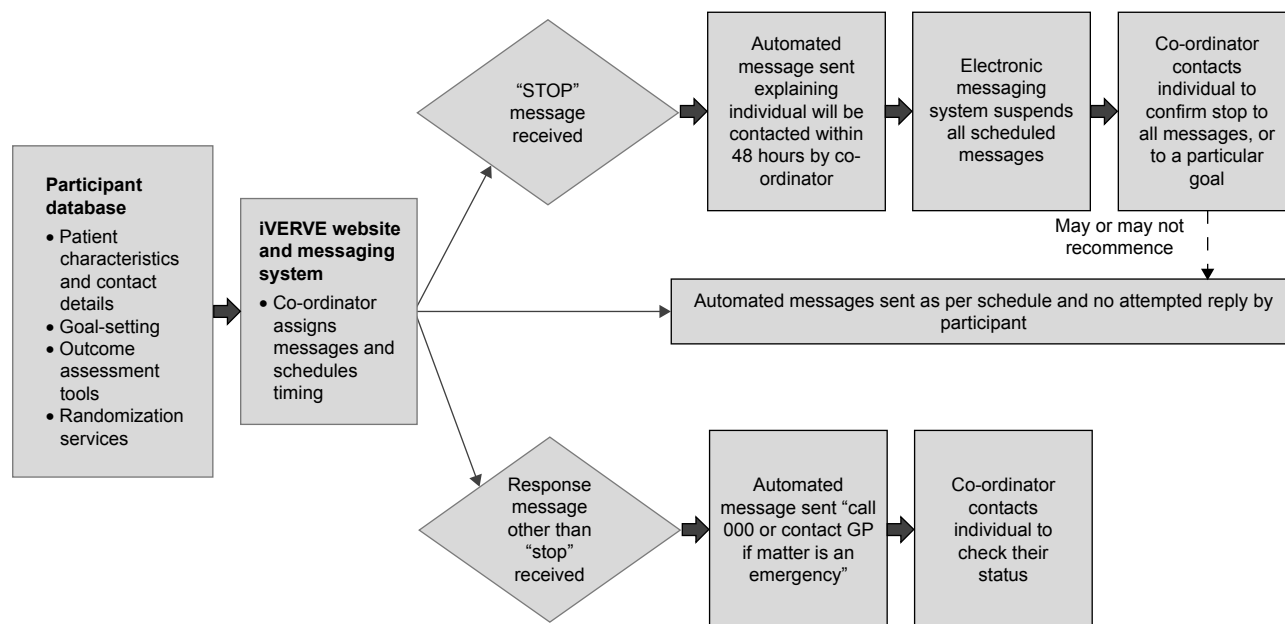 Participant
database
• Patient
characteristics
and contact
details
• Goal-setting
• Outcome
assessment
tools
• Randomization
services
iVERVE website
and messaging
system
• Co-ordinator
assigns
messages and
schedules
timing
“STOP”
message
received
Automated
message sent
explaining
individual will be
contacted within
48 hours by co-
ordinator
Electronic
messaging
system suspends
all scheduled
messages
Co-ordinator
contacts
individual to
confirm stop to
all messages, or
to a particular
goal
May or may not
recommence
Automated messages sent as per schedule and no attempted reply by
participant
Response
message
other than
“stop”
received
Automated
message sent “call
000 or contact GP
if matter is an
emergency”
Co-ordinator
contacts
individual to
check their
status